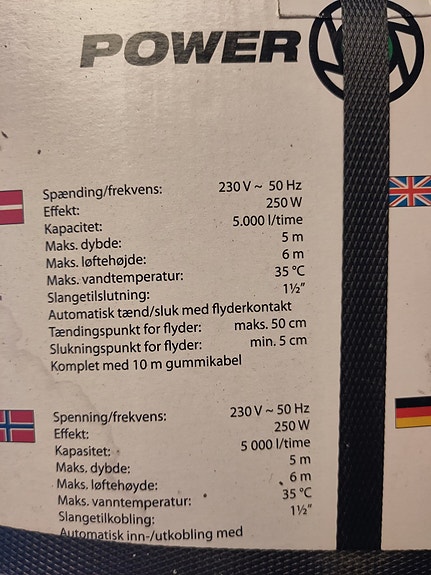 POWER
Spænding/frekvens: 230 V ~ 50 Hz
Effekt: 250 W
Kapacitet: 5.000 l/time
Maks. dybde: 5 m
Maks. løftehøjde: 6 m
Maks. vandtemperatur: 35 °C
Slangetilslutning: 1½”
Automatisk tænd/sluk med flyderkontakt
Tændingspunkt for flyder: maks. 50 cm
Slukningspunkt for flyder: min. 5 cm
Komplet med 10 m gummikabel
Spenning/frekvens: 230 V ~ 50 Hz
Effekt: 250 W
Kapasitet: 5 000 l/time
Maks. dybde: 5 m
Maks. løftehøyde: 6 m
Maks. vanntemperatur: 35 °C
Slangetilkobling: 1½”
Automatisk inn-/utkobling med